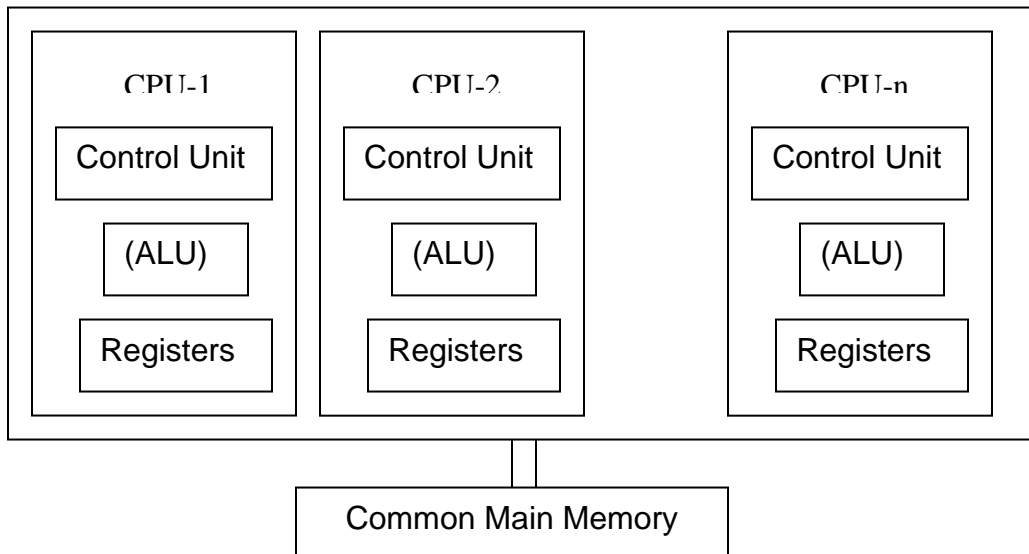 CPU-1
Control Unit
(ALU)
Registers
CPU-2
Control Unit
(ALU)
Registers
CPU-n
Control Unit
(ALU)
Registers
Common Main Memory